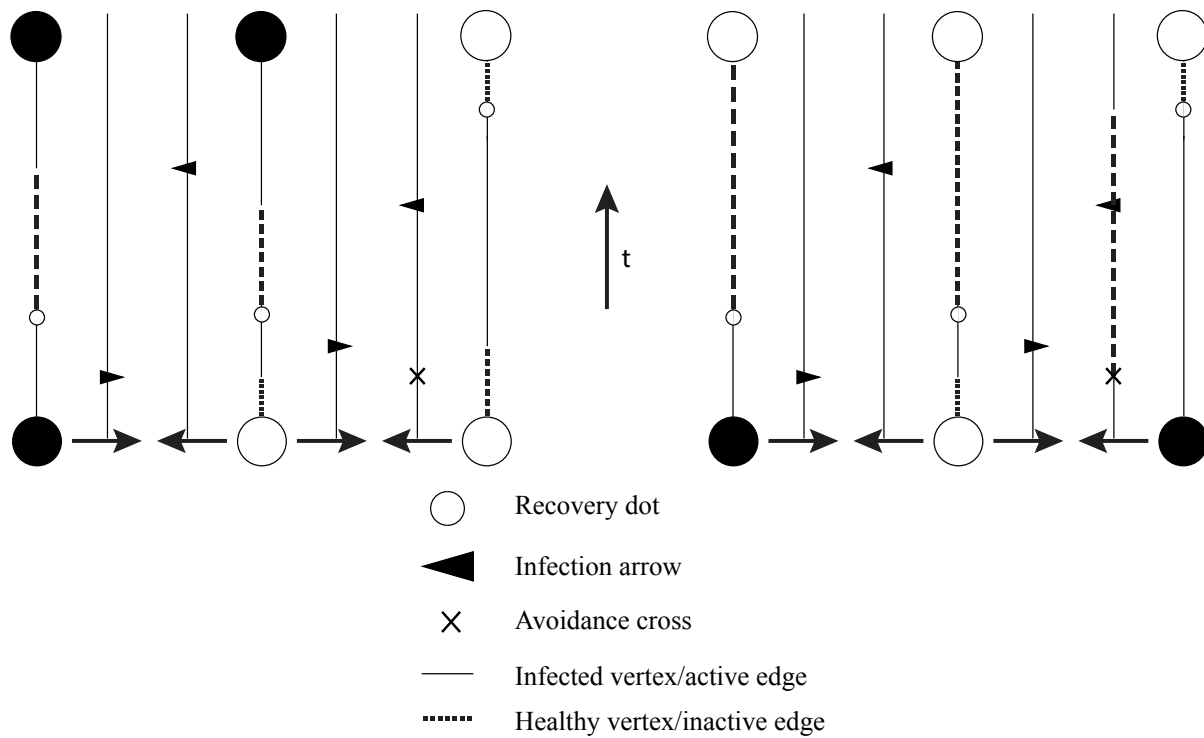 t
Recovery dot
Infection arrow
Avoidance cross
Infected vertex/active edge
Healthy vertex/inactive edge